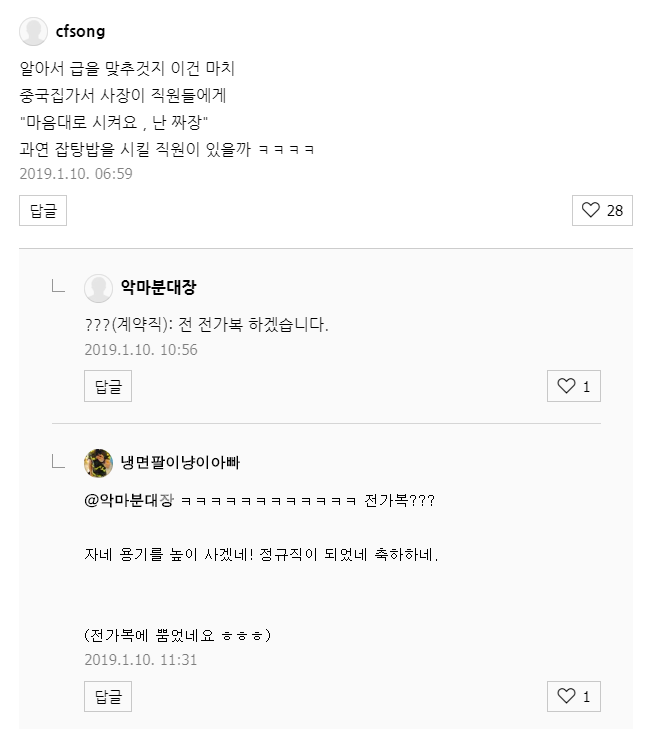 cfsong
알아서 급을 맞추것지 이건 마치
중국집가서 사장이 직원들에게
"마음대로 시켜요 , 난 짜장"
과연 잡탕밥을 시킬 직원이 있을까 ㅋㅋㅋㅋ
2019.1.10. 06:59
답글
28
악마분대장
???(계약직): 전 전가복 하겠습니다.
2019.1.10. 10:56
답글
1
냉면팔이냥이아빠
@악마분대장 ㅋㅋㅋㅋㅋㅋㅋㅋㅋㅋㅋㅋ 전가복???
자네 용기를 높이 사겠네! 정규직이 되었네 축하하네.
(전가복에 뿜었네요 ㅎㅎㅎ)
2019.1.10. 11:31
답글
1